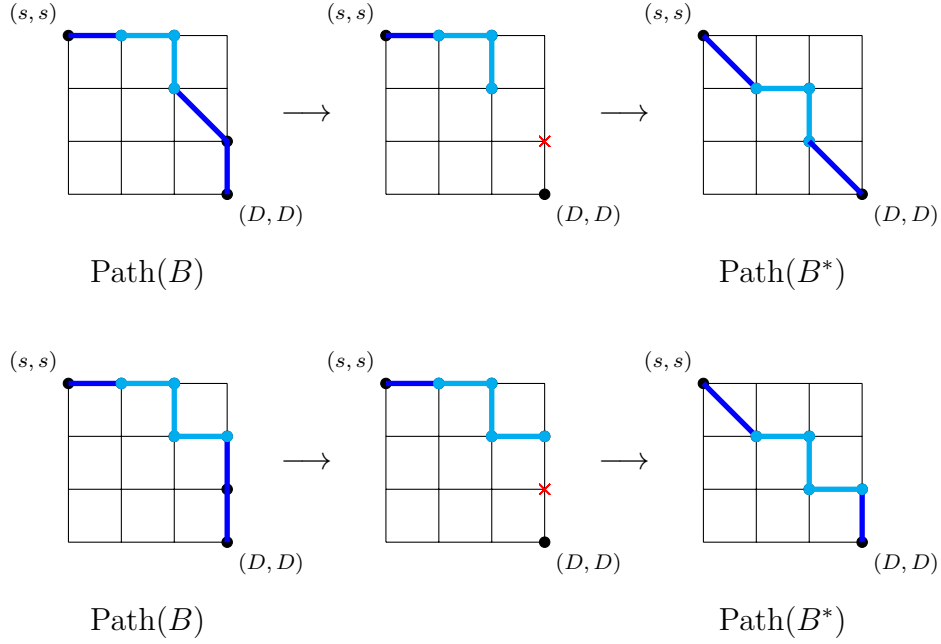 (s, s) (s, s) (s, s)
⟶ ⟶
(D, D) (D, D) (D, D)
Path(B) Path(B*)
(s, s) (s, s) (s, s)
⟶ ⟶
(D, D) (D, D) (D, D)
Path(B) Path(B*)